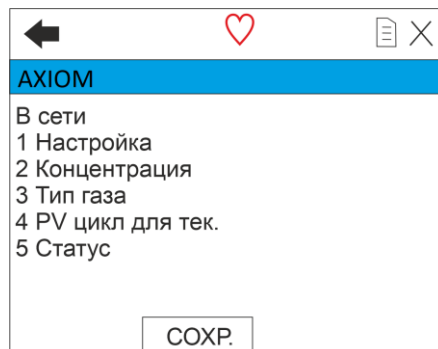 AXIOM
В сети
1 Настройка
2 Концентрация
3 Тип газа
4 PV цикл для тек.
5 Статус
СОХР.